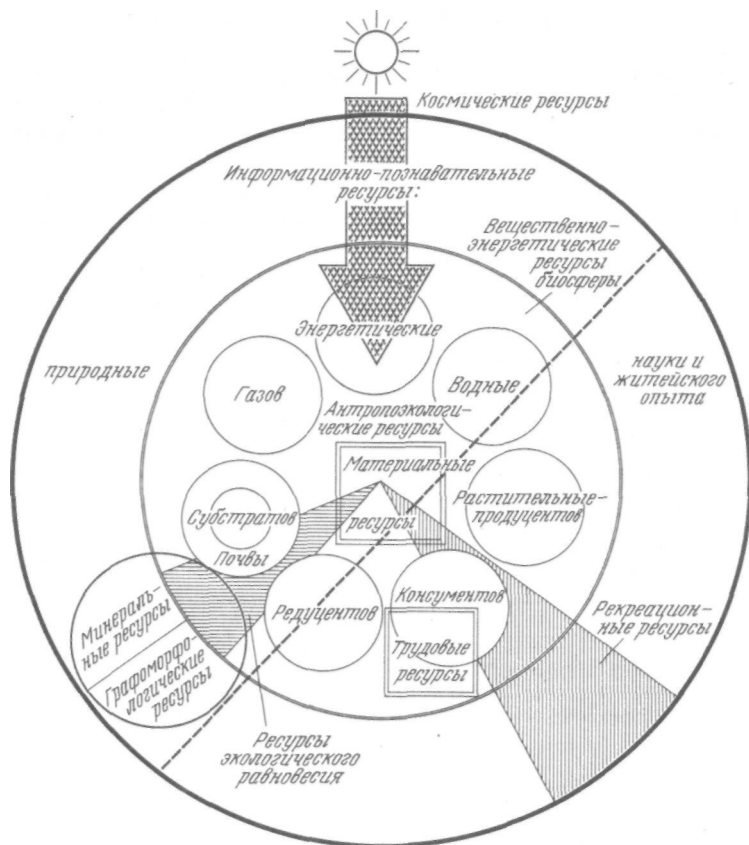 Космические ресурсы
Информационно-познавательные
ресурсы:
Вещественно-
энергетические
ресурсы
биосферы
Энергетические
природные
науки и
житейского
опыта
Газов
Водные
Антропоэкологи-
ческие ресурсы
Материальные
ресурсы
Субстратов
Почвы
Растительные-
продуцентов
Минераль-
ные ресурсы
Графоморфо-
логические
ресурсы
Редуцентов
Консументов
Трудовые
ресурсы
Рекреацион-
ные ресурсы
Ресурсы
экологического
равновесия